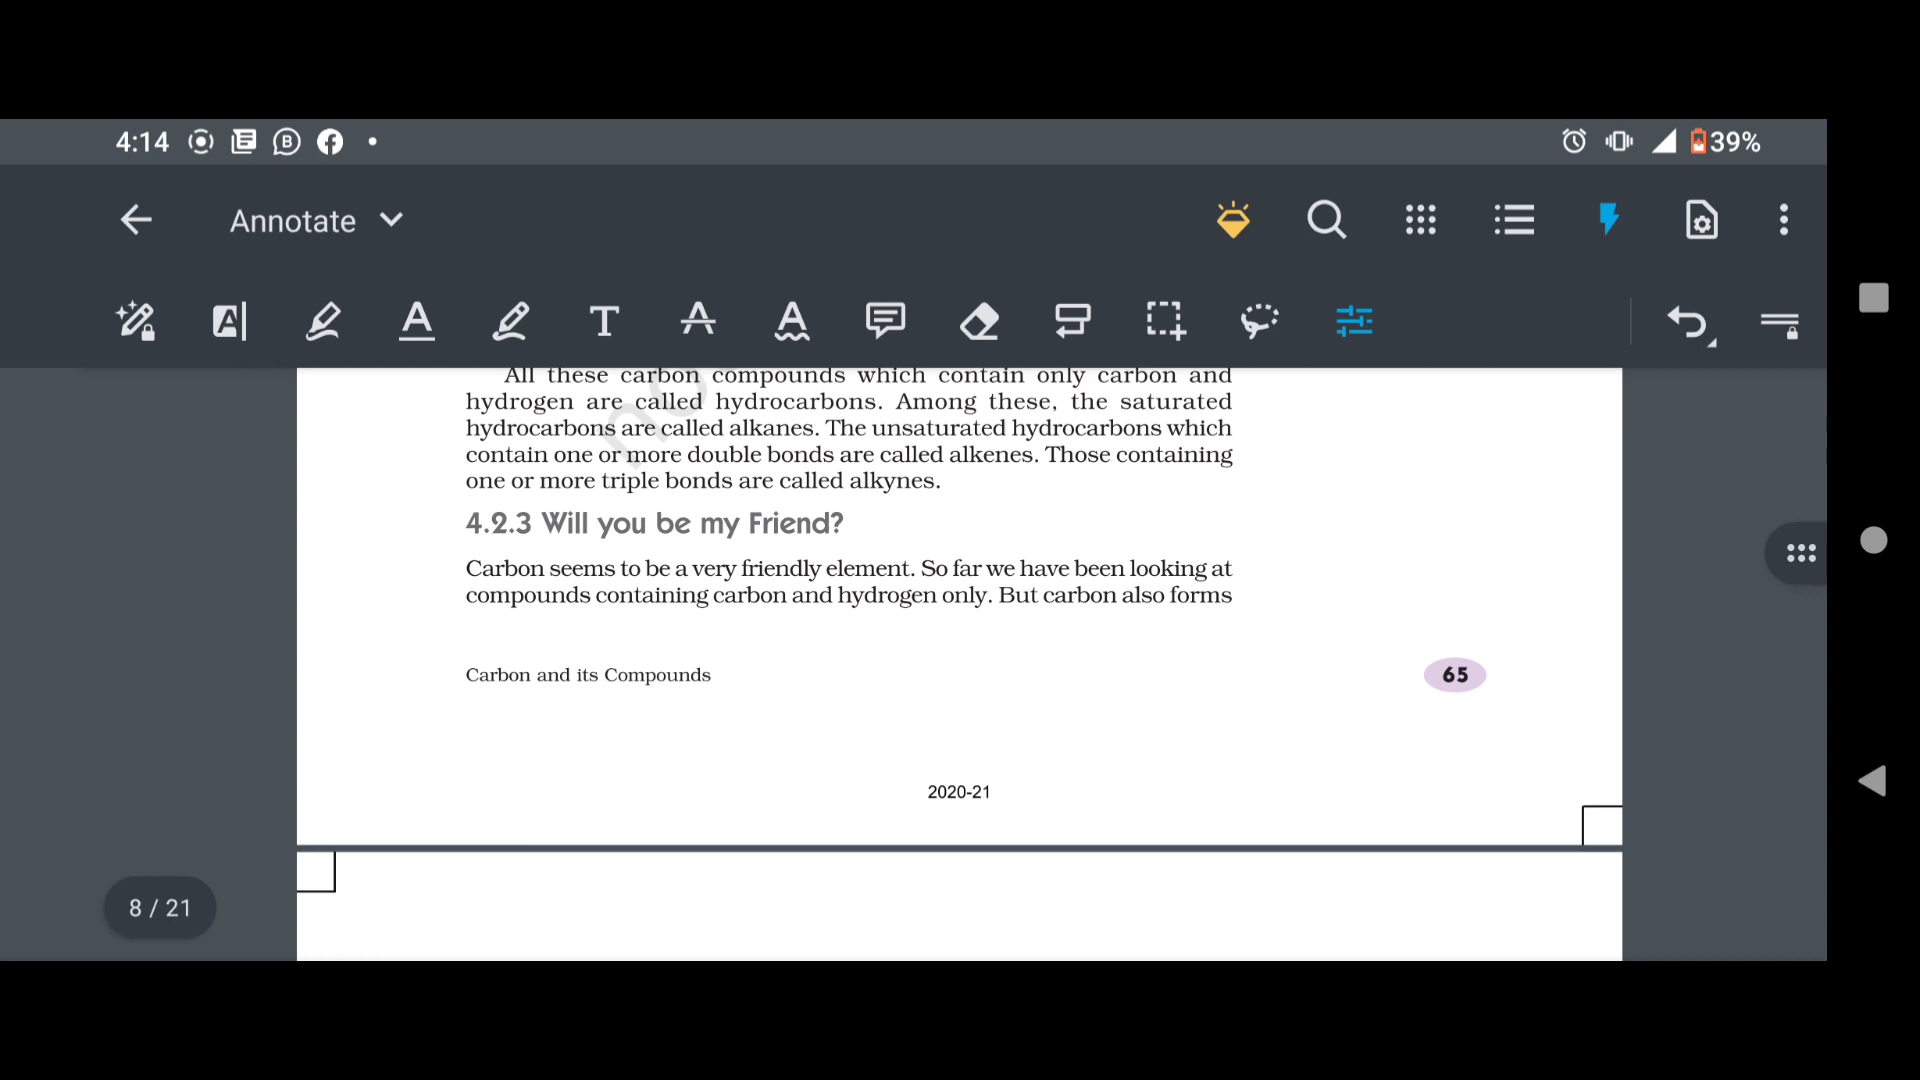 4:14
39%
Annotate
All these carbon compounds which contain only carbon and
hydrogen are called hydrocarbons. Among these, the saturated
hydrocarbons are called alkanes. The unsaturated hydrocarbons which
contain one or more double bonds are called alkenes. Those containing
one or more triple bonds are called alkynes.
4.2.3 Will you be my Friend?
Carbon seems to be a very friendly element. So far we have been looking at
compounds containing carbon and hydrogen only. But carbon also forms
Carbon and its Compounds
65
2020-21
8 / 21
no